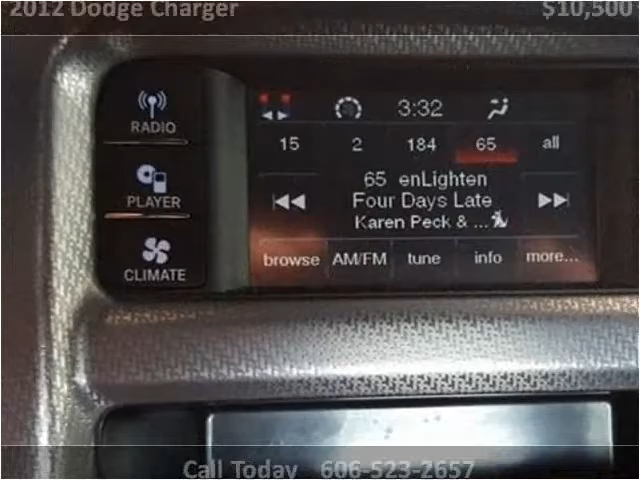 2012 Dodge Charger $10,500
RADIO
PLAYER
CLIMATE
3:32
15 2 184 65 all
65 enLighten
Four Days Late
Karen Peck & ...
browse AM/FM tune info more...
Call Today 606-523-2657